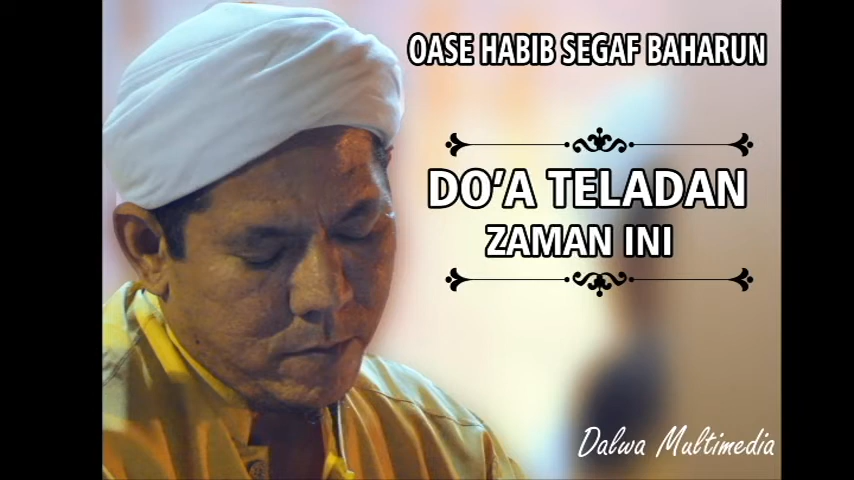 OASE HABIB SEGAF BAHARUN
DO'A TELADAN
ZAMAN INI
Dalwa Multimedia